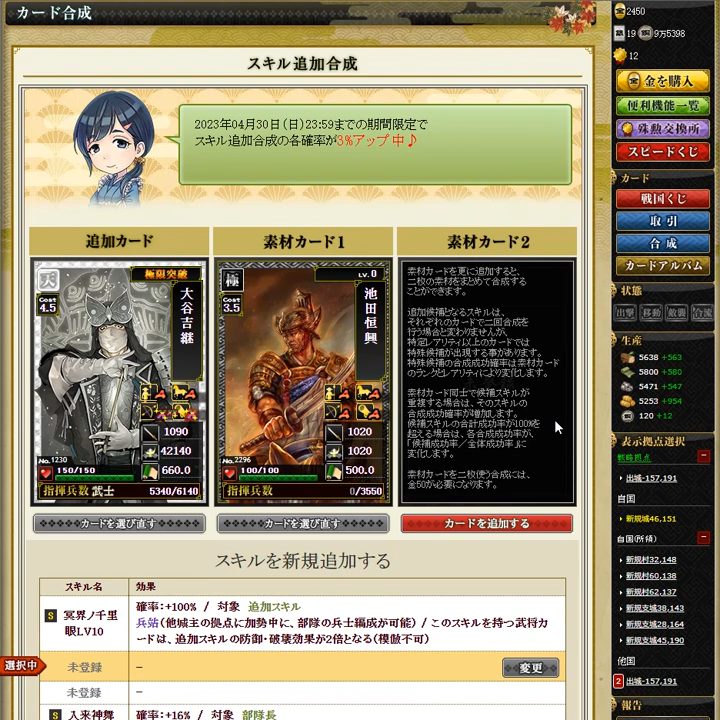 カード合成
スキル追加合成
2023年04月30日(日)23:59までの期間限定で
スキル追加合成の各確率が3%アップ中♪
追加カード
素材カード1
素材カード2
天
極限突破
Cost
4.5
大谷吉継
1090
42140
No.1230
150/150
660.0
指揮兵数 武士
5340/6140
極
LV. 0
Cost
3.5
池田恒興
1020
1020
No.2296
100/100
500.0
指揮兵数
0/3550
素材カードを更に追加すると、
二枚の素材をまとめて合成する
ことができます。
追加候補となるスキルは、
それぞれのカードで二回合成を
行う場合と変わりませんが、
特定レアリティ以上のカードでは
特殊候補が出現する事があります。
特殊候補の合成成功確率は素材カード
のランクとレアリティにより変化します。
素材カード同士で候補スキルが
重複する場合は、そのスキルの
合成成功確率が増加します。
候補スキルの合計成功確率が100%を
超える場合は、各合成成功率が、
「候補成功率／全体成功率」に
変化します。
素材カードを二枚使う合成には、
金50が必要になります。
カードを選び直す
カードを選び直す
カードを追加する
スキルを新規追加する
スキル名
効果
S
冥界ノ千里眼LV10
確率:+100% / 対象 追加スキル
兵站(他城主の拠点に加勢中に、部隊の兵士編成が可能) / このスキルを持つ武将カ
ードは、追加スキルの防御・破壊効果が2倍となる(模倣不可)
選択中
未登録
–
変更
未登録
–
S
入来神舞
確率:+16% / 対象 部隊長
2450
19
9万5398
12
金を購入
便利機能一覧
殊勲交換所
スピードくじ
カード
戦国くじ
取引
合成
カードアルバム
状態
出撃
移動
敵襲
合流
生産
5638 +563
5800 +580
5471 +547
5253 +954
120 +12
表示拠点選択
戦時拠点
出城-157,191
自国
新規城46,151
自国(所領)
新規村32,148
新規村60,138
新規村62,137
新規支城38,143
新規支城28,164
新規支城45,190
他国
2
出城-157,191
報告